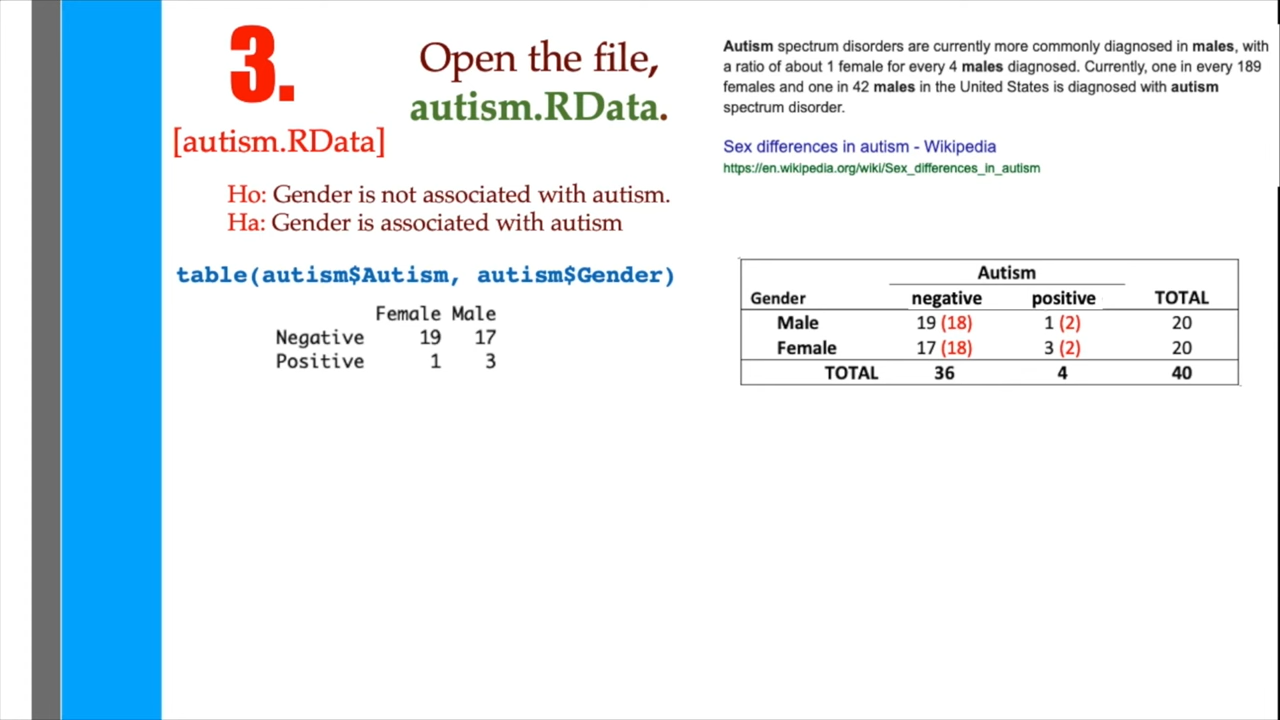 3.
[autism.RData]
Open the file,
autism.RData.
Autism spectrum disorders are currently more commonly diagnosed in males, with
a ratio of about 1 female for every 4 males diagnosed. Currently, one in every 189
females and one in 42 males in the United States is diagnosed with autism
spectrum disorder.
Sex differences in autism - Wikipedia
https://en.wikipedia.org/wiki/Sex_differences_in_autism
Ho: Gender is not associated with autism.
Ha: Gender is associated with autism
table(autism$Autism, autism$Gender)
Female Male
Negative 19 17
Positive 1 3
Autism
Gender negative positive TOTAL
Male 19 (18) 1 (2) 20
Female 17 (18) 3 (2) 20
TOTAL 36 4 40